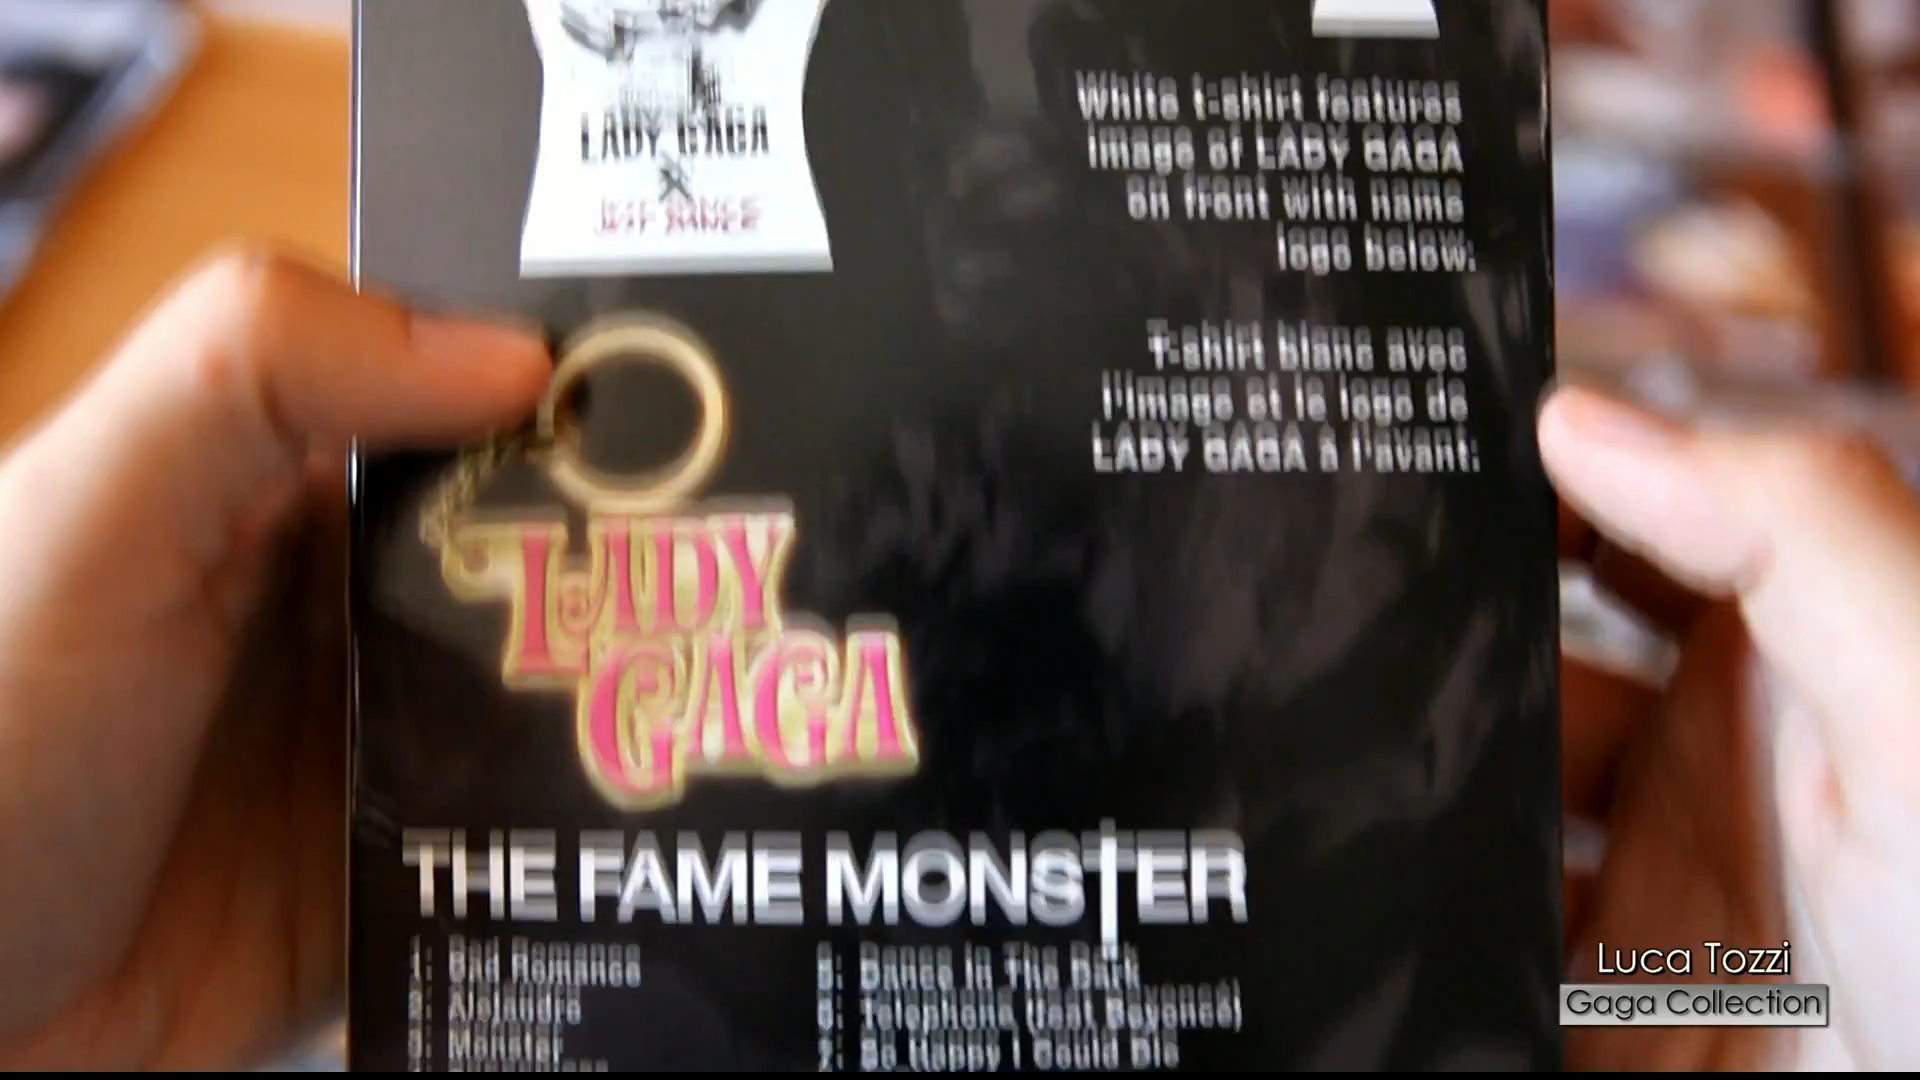 LADY GAGA
X
JUST DANCE
White t-shirt features
image of LADY GAGA
on front with name
logo below.
T-shirt blanc avec
l'image et le logo de
LADY GAGA à l'avant.
LADY
GAGA
THE FAME MONSTER
1. Bad Romance
2. Alejandro
3. Monster
5. Dance In The Dark
6. Telephone (feat Beyoncé)
7. So Happy I Could Die
Luca Tozzi
Gaga Collection